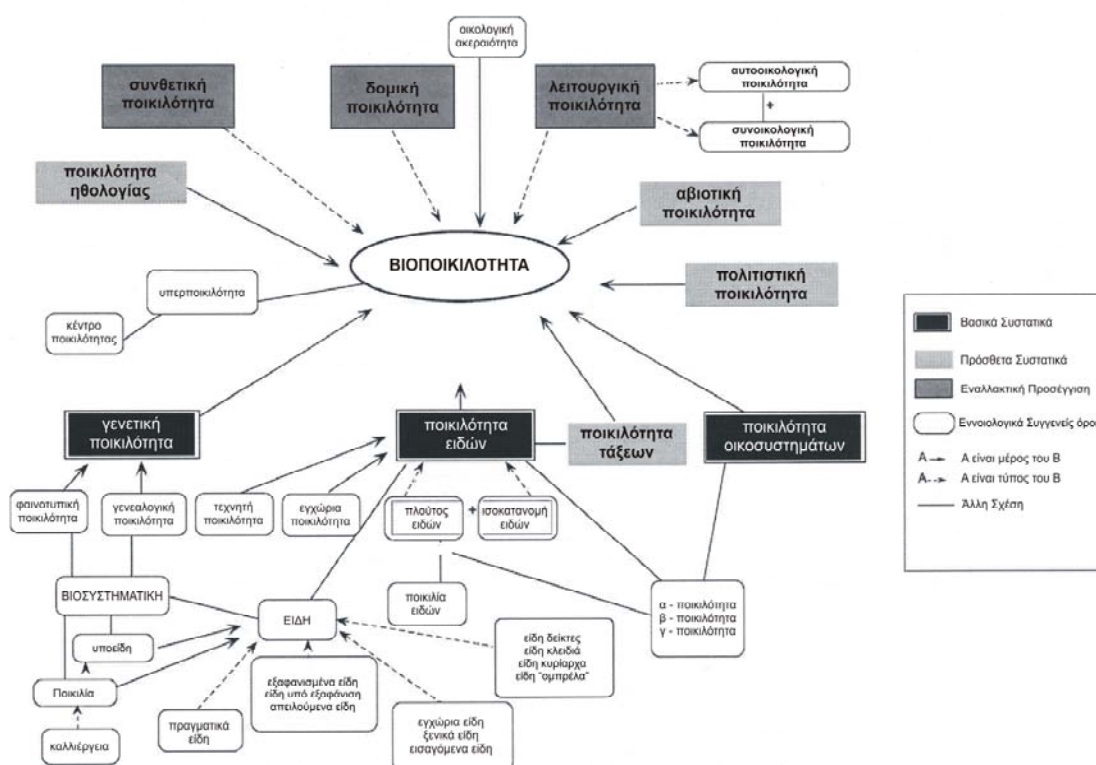 οικολογική
ακεραιότητα
συνθετική
ποικιλότητα
δομική
ποικιλότητα
λειτουργική
ποικιλότητα
αυτοοικολογική
ποικιλότητα
+
συνοικολογική
ποικιλότητα
ποικιλότητα
ηθολογίας
αβιοτική
ποικιλότητα
ΒΙΟΠΟΙΚΙΛΟΤΗΤΑ
πολιτιστική
ποικιλότητα
υπερποικιλότητα
κέντρο
ποικιλότητας
γενετική
ποικιλότητα
ποικιλότητα
ειδών
ποικιλότητα
τάξεων
ποικιλότητα
οικοσυστημάτων
φαινοτυπική
ποικιλότητα
γενεαλογική
ποικιλότητα
τεχνητή
ποικιλότητα
εγχώρια
ποικιλότητα
πλούτος
ειδών
+
ισοκατανομή
ειδών
ΒΙΟΣΥΣΤΗΜΑΤΙΚΗ
ΕΙΔΗ
ποικιλία
ειδών
α - ποικιλότητα
β - ποικιλότητα
γ - ποικιλότητα
υποείδη
Ποικιλία
καλλιέργεια
πραγματικά
είδη
εξαφανισμένα είδη
είδη υπό εξαφάνιση
απειλούμενα είδη
είδη δείκτες
είδη κλειδιά
είδη κυρίαρχα
είδη "ομπρέλα"
εγχώρια είδη
ξενικά είδη
εισαγόμενα είδη
Βασικά Συστατικά
Πρόσθετα Συστατικά
Εναλλακτική Προσέγγιση
Εννοιολογικά Συγγενείς όρο
Α Α είναι μέρος του Β
Α Α είναι τύπος του Β
Άλλη Σχέση